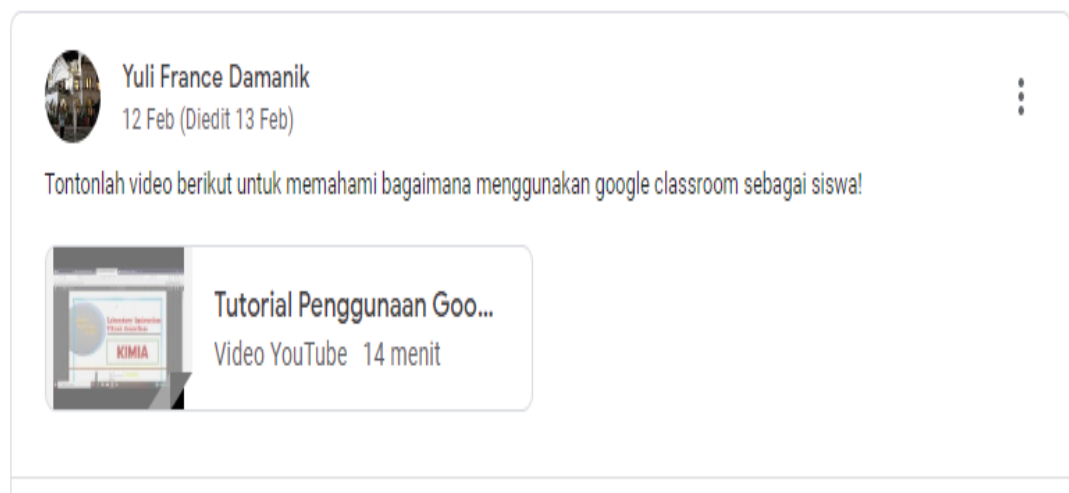 Yuli France Damanik
12 Feb (Diedit 13 Feb)
Tontonlah video berikut untuk memahami bagaimana menggunakan google classroom sebagai siswa!
Tutorial Penggunaan Goo...
Video YouTube 14 menit
KIMIA